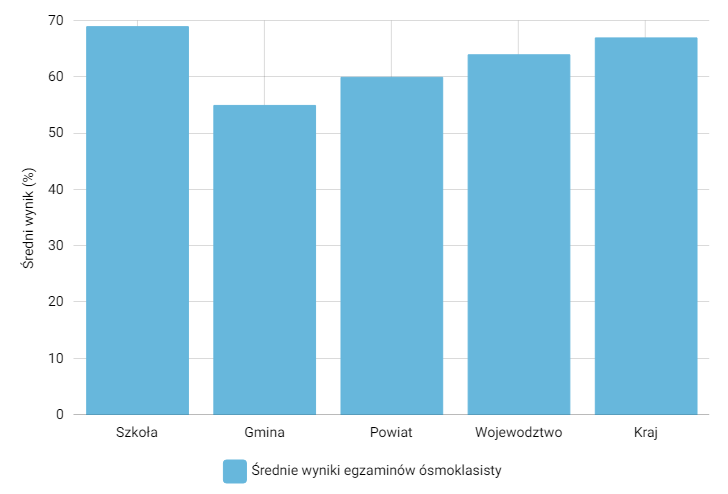 70
60
50
40
30
20
10
0
Średni wynik (%)
Szkoła
Gmina
Powiat
Wojewodztwo
Kraj
Średnie wyniki egzaminów ósmoklasisty